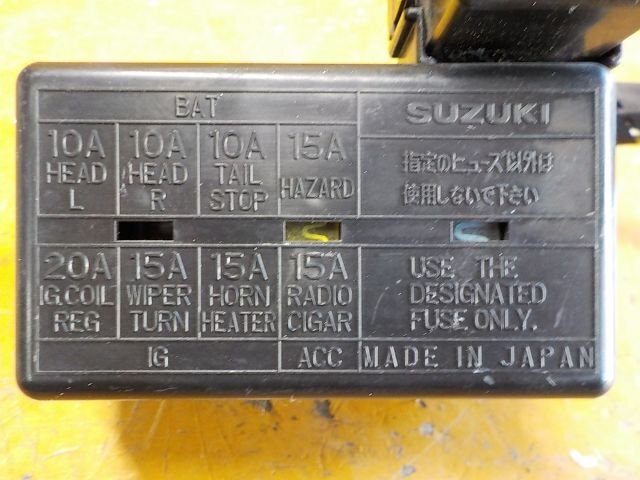 BAT
SUZUKI
10A HEAD L
10A HEAD R
10A TAIL STOP
15A HAZARD
指定のヒューズ以外は
使用しないで下さい
20A IG.COIL REG
15A WIPER TURN
15A HORN HEATER
15A RADIO CIGAR
USE THE
DESIGNATED
FUSE ONLY.
IG
ACC
MADE IN JAPAN